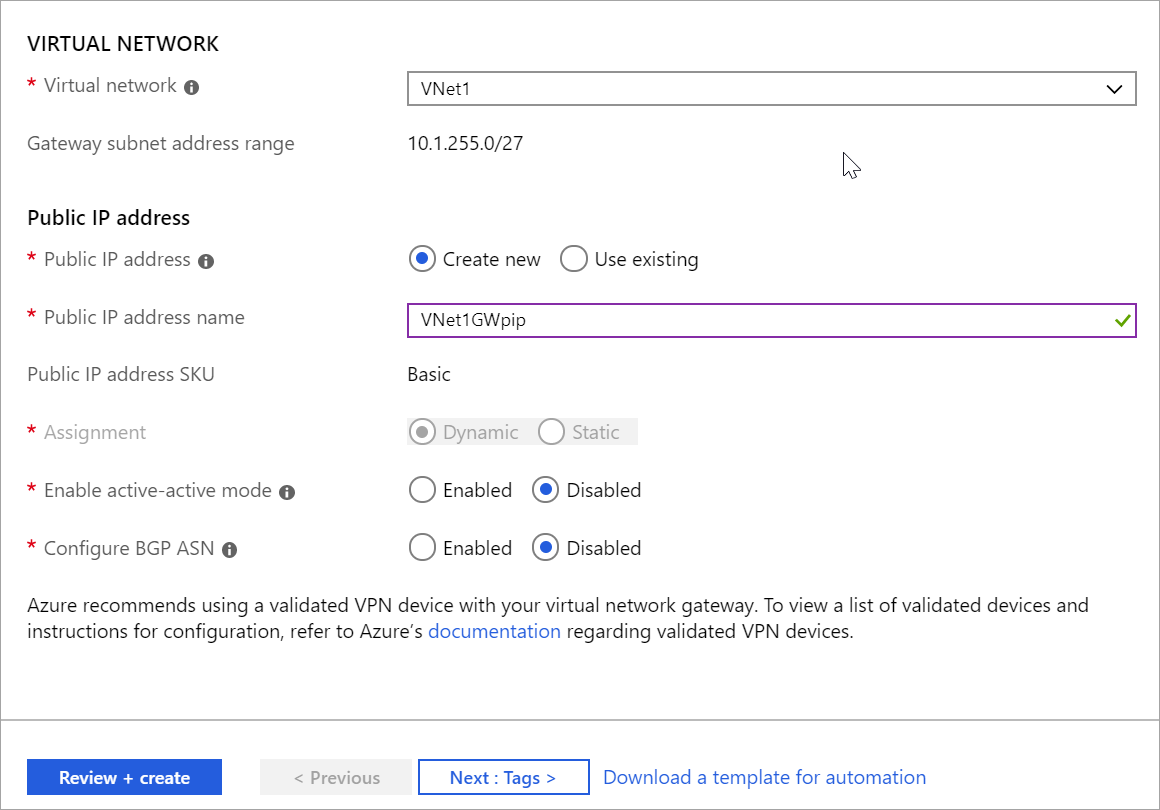 VIRTUAL NETWORK
* Virtual network
VNet1
Gateway subnet address range
10.1.255.0/27
Public IP address
* Public IP address
Create new
Use existing
* Public IP address name
VNet1GWpip
Public IP address SKU
Basic
* Assignment
Dynamic
Static
* Enable active-active mode
Enabled
Disabled
* Configure BGP ASN
Enabled
Disabled
Azure recommends using a validated VPN device with your virtual network gateway. To view a list of validated devices and
instructions for configuration, refer to Azure’s documentation regarding validated VPN devices.
Review + create
< Previous
Next : Tags >
Download a template for automation